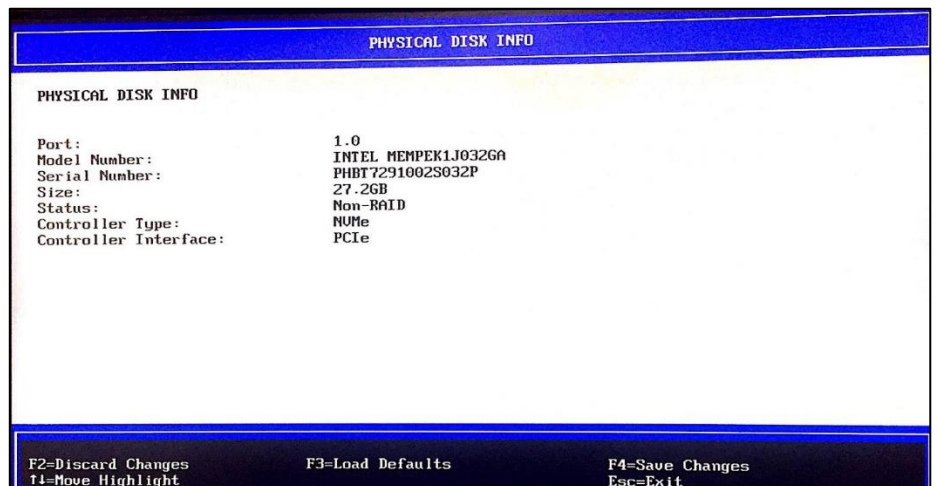 PHYSICAL DISK INFO
PHYSICAL DISK INFO
Port: 1.0
Model Number: INTEL MEMPEK1J032GA
Serial Number: PHBT7291002S032P
Size: 27.2GB
Status: Non-RAID
Controller Type: NVMe
Controller Interface: PCIe
F2=Discard Changes F3=Load Defaults F4=Save Changes
↑↓=Move Highlight Esc=Exit